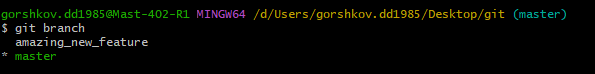 gorshkov.dd1985@Mast-402-R1 MINGW64 /d/Users/gorshkov.dd1985/Desktop/git (master)
$ git branch
  amazing_new_feature
* master